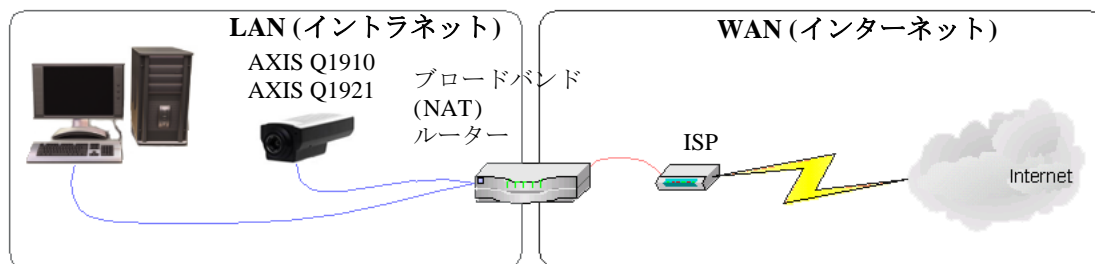 LAN (イントラネット)
AXIS Q1910
AXIS Q1921
ブロードバンド
(NAT)
ルーター
WAN (インターネット)
ISP
Internet